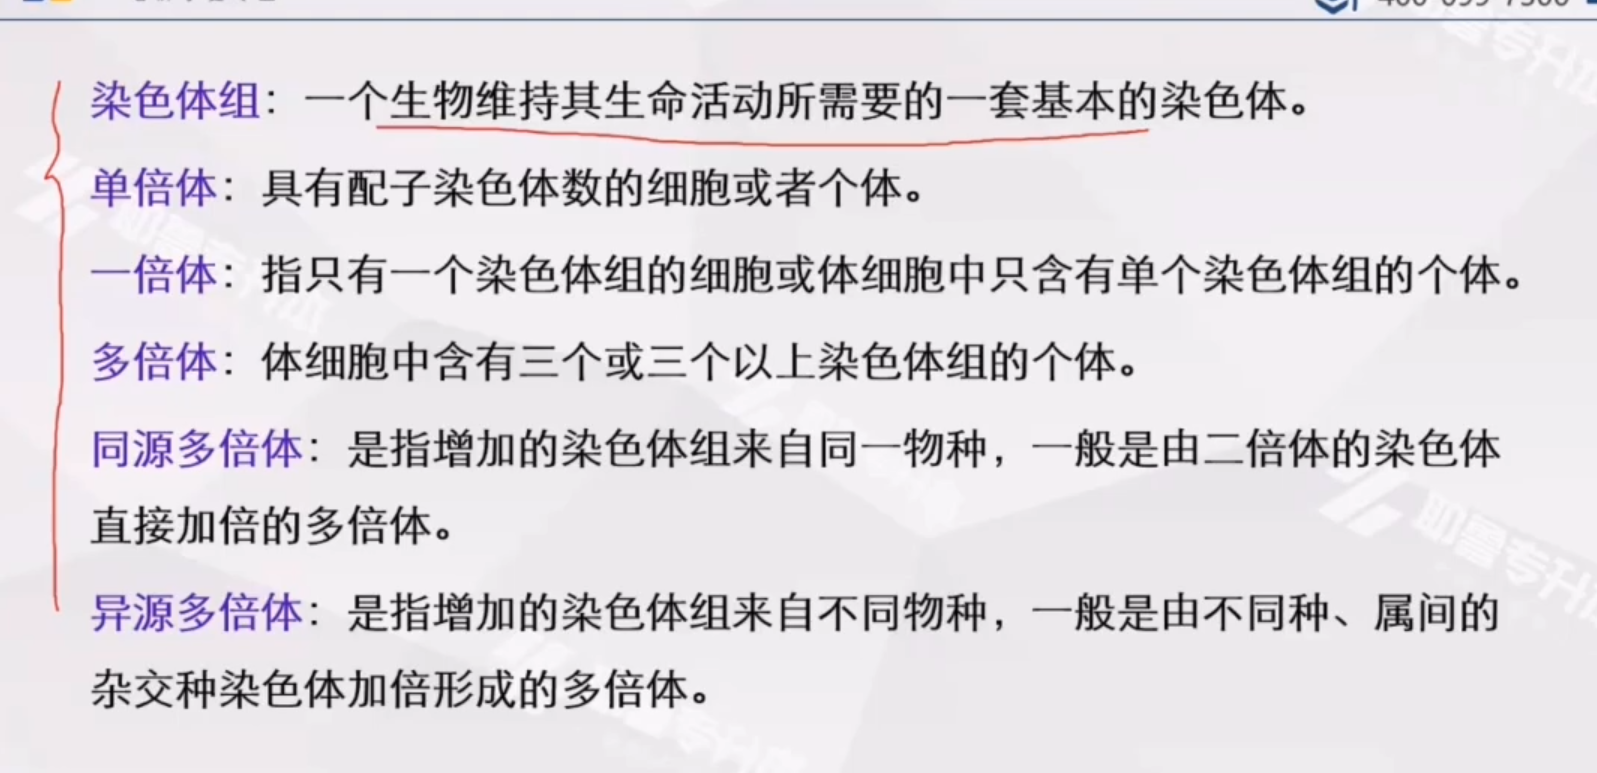 染色体组：一个生物维持其生命活动所需要的一套基本的染色体。
单倍体：具有配子染色体数的细胞或者个体。
一倍体：指只有一个染色体组的细胞或体细胞中只含有单个染色体组的个体。
多倍体：体细胞中含有三个或三个以上染色体组的个体。
同源多倍体：是指增加的染色体组来自同一物种，一般是由二倍体的染色体
直接加倍的多倍体。
异源多倍体：是指增加的染色体组来自不同物种，一般是由不同种、属间的
杂交种染色体加倍形成的多倍体。